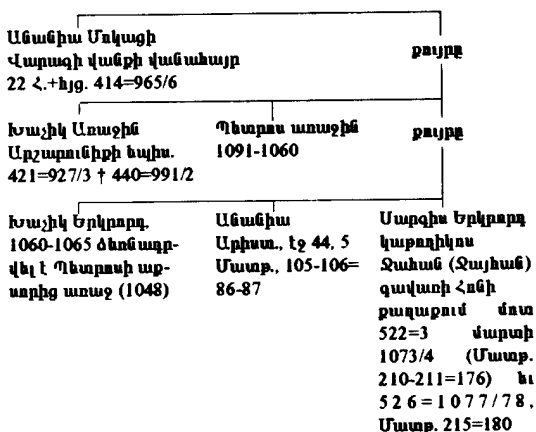 Անանիա Մոկացի
Վարագի վանքի վանահայր
22 Հ.+հյց. 414=965/6
քույրը
Խաչիկ Առաջին
Արշարունիքի եպիս.
421=927/3 † 440=991/2
Պետրոս առաջին
1091-1060
քույրը
Խաչիկ Երկրորդ,
1060-1065 ձեռնադր-
վել է Պետրոսի աք-
սորից առաջ (1048)
Անանիա
Արիստ., էջ 44, 5
Մատթ., 105-106=
86-87
Սարգիս Երկրորդ
կաթողիկոս
Ջահան (Ջայհան)
գավառի Հոնի
քաղաքում մոտ
522=3 մարտի
1073/4 (Մատթ.
210-211=176) եւ
526=1077/78,
Մատթ. 215=180